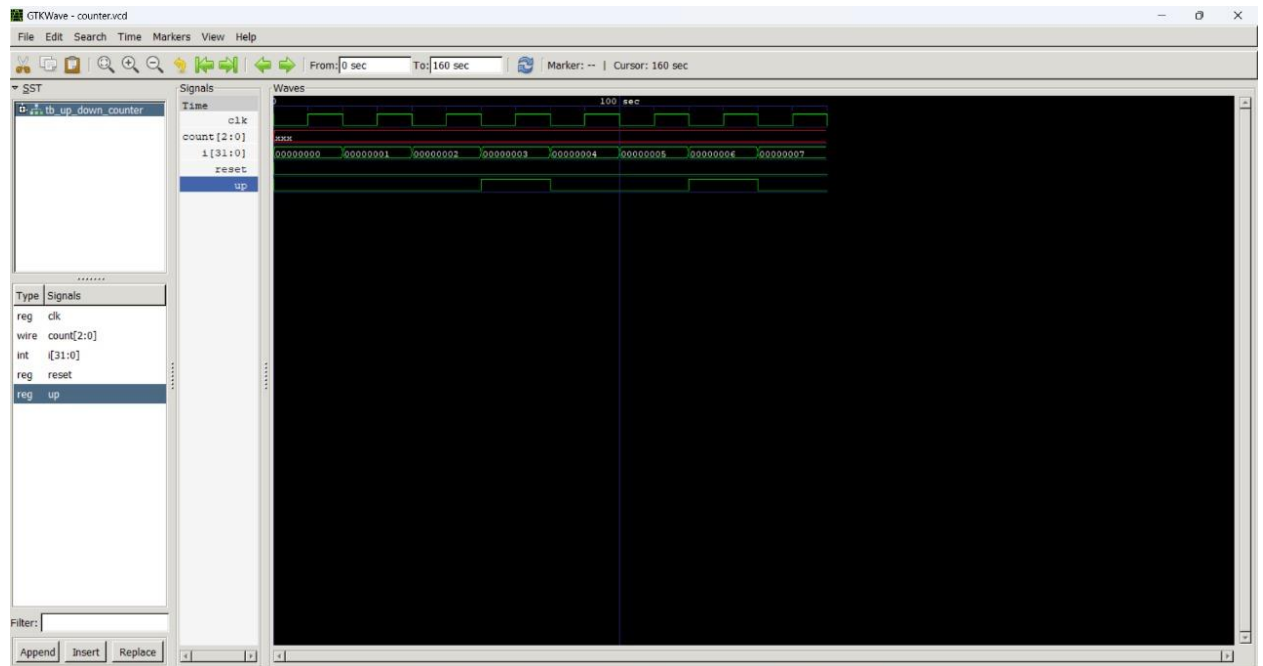 GTKWave - counter.vcd
File Edit Search Time Markers View Help
From: 0 sec To: 160 sec Marker: -- | Cursor: 160 sec
SST
tb_up_down_counter
Type Signals
reg clk
wire count[2:0]
int i[31:0]
reg reset
reg up
Filter:
Append Insert Replace
Signals
Time
clk
count[2:0]
i[31:0]
reset
up
Waves
0 100 sec
xxx
00000000 00000001 00000002 00000003 00000004 00000005 00000006 00000007